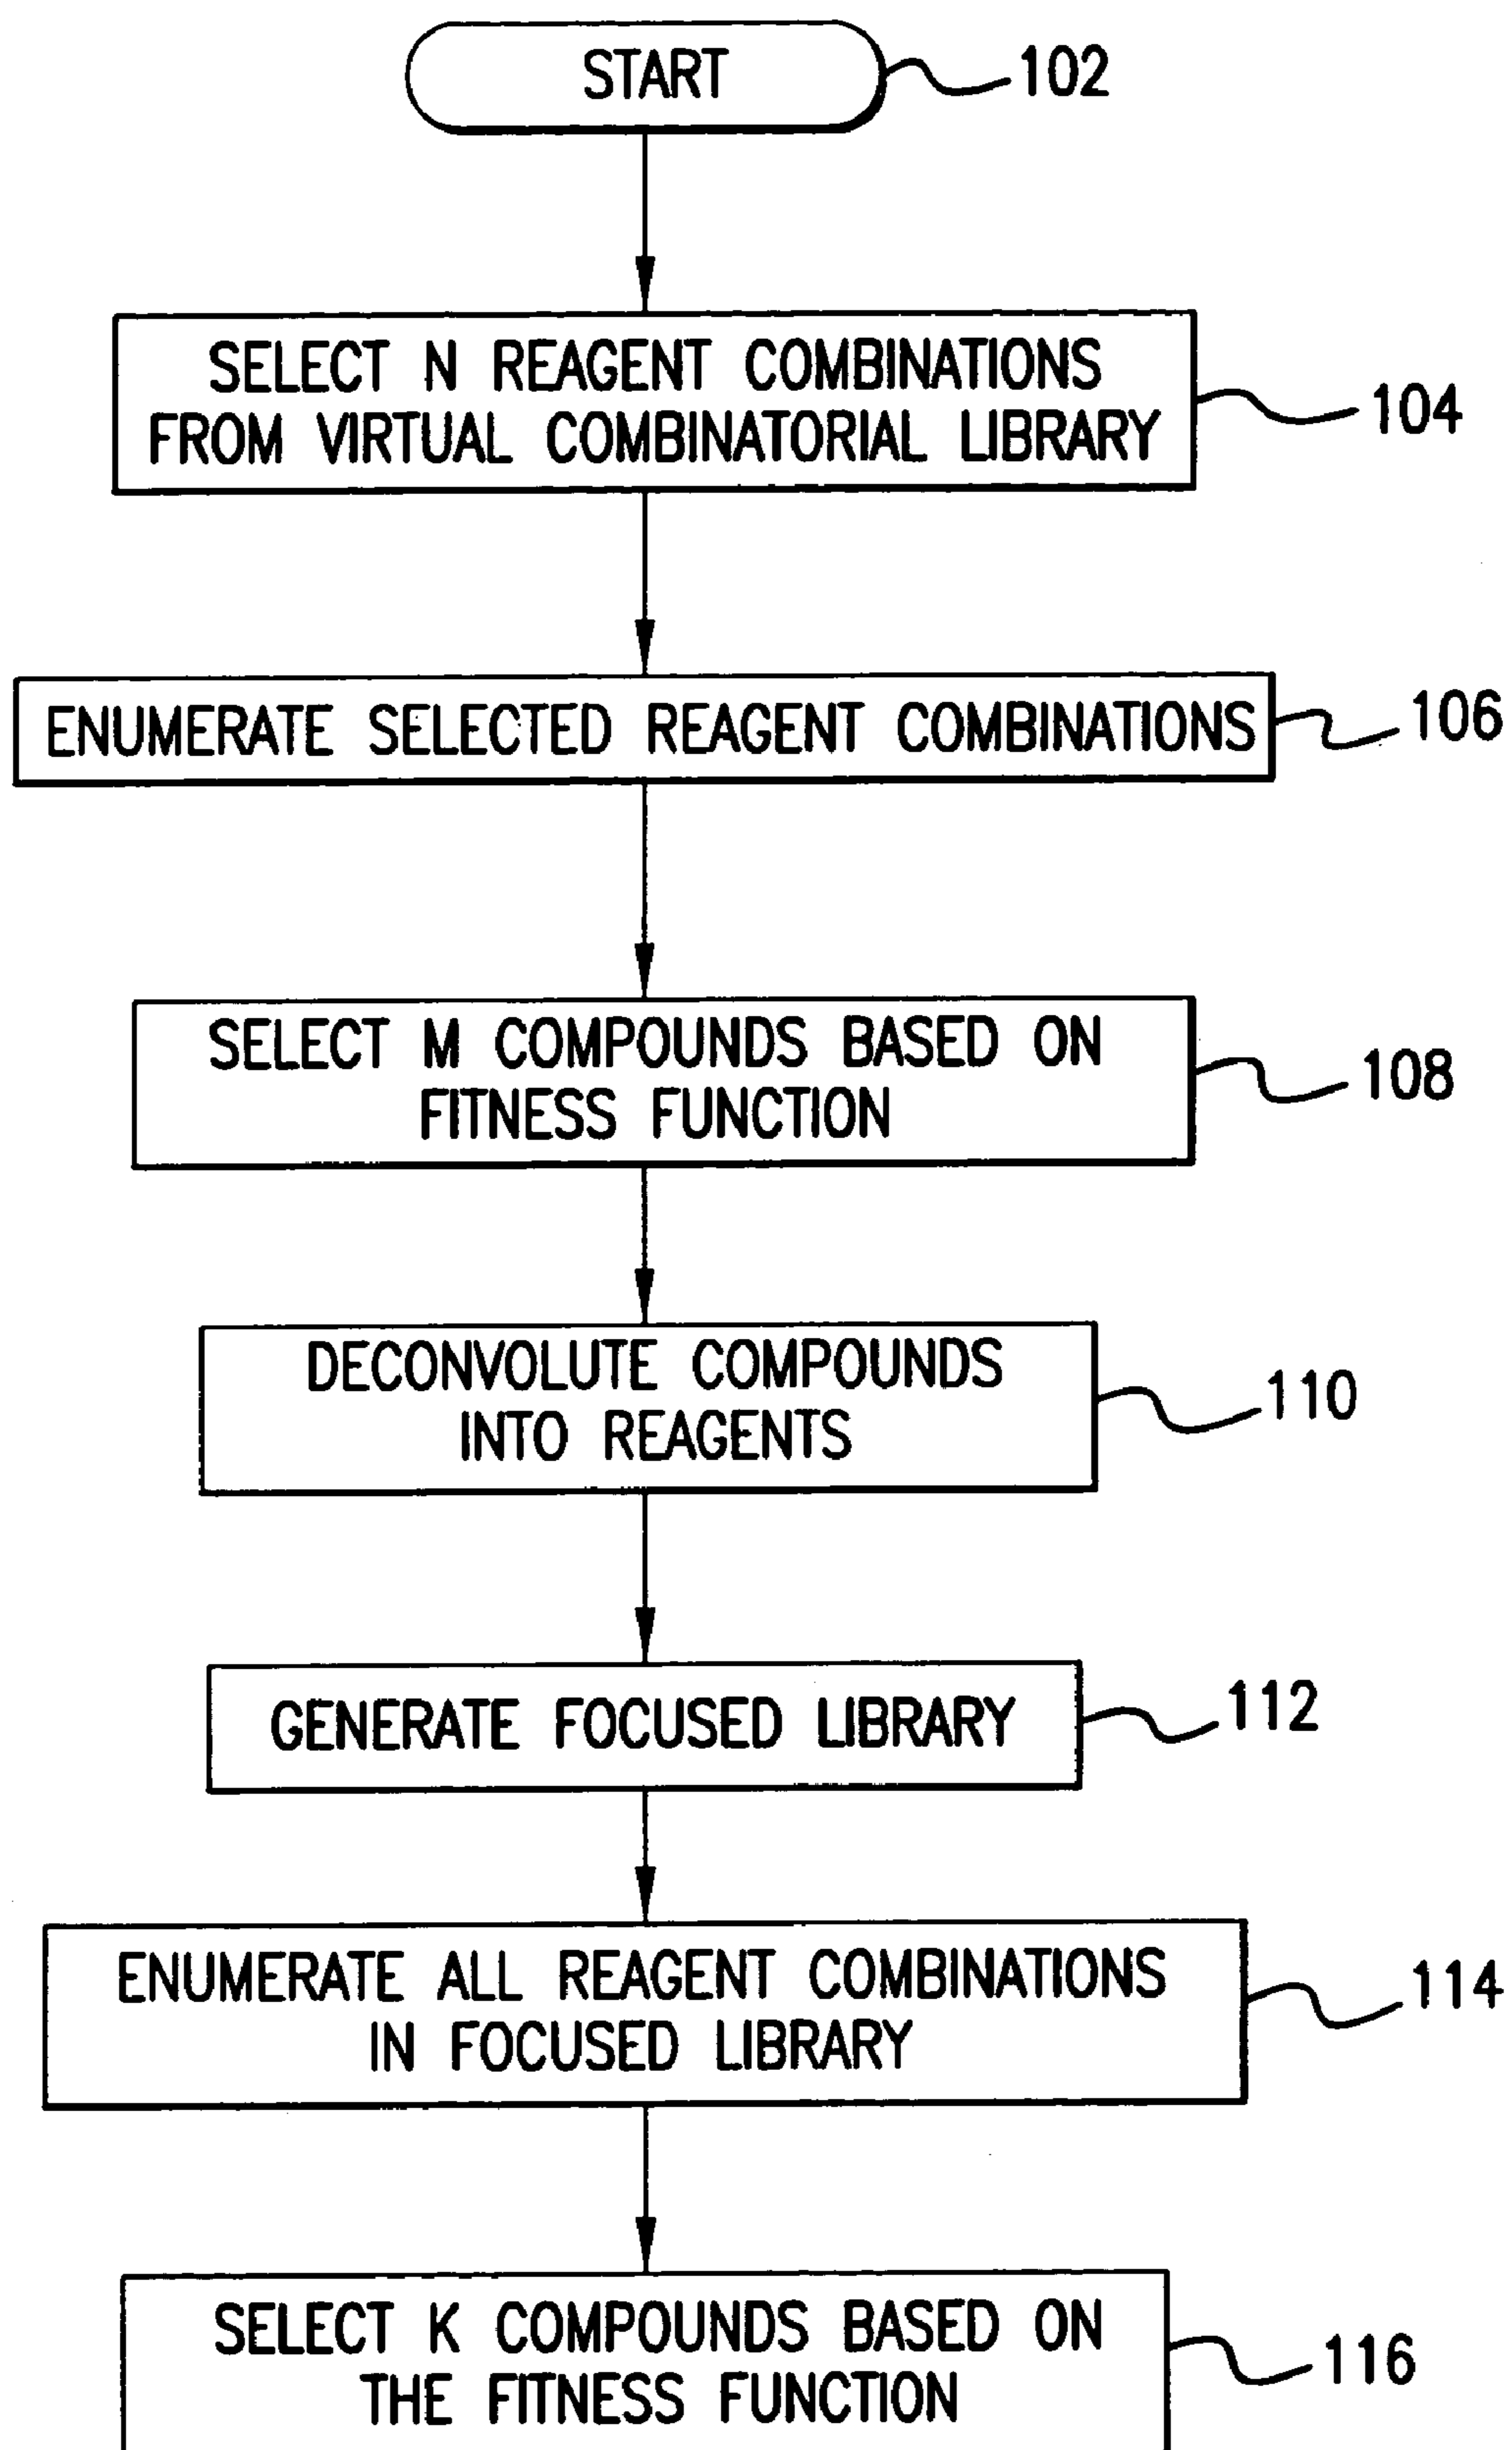 START
102
SELECT N REAGENT COMBINATIONS
FROM VIRTUAL COMBINATORIAL LIBRARY
104
ENUMERATE SELECTED REAGENT COMBINATIONS
106
SELECT M COMPOUNDS BASED ON
FITNESS FUNCTION
108
DECONVOLUTE COMPOUNDS
INTO REAGENTS
110
GENERATE FOCUSED LIBRARY
112
ENUMERATE ALL REAGENT COMBINATIONS
IN FOCUSED LIBRARY
114
SELECT K COMPOUNDS BASED ON
THE FITNESS FUNCTION
116